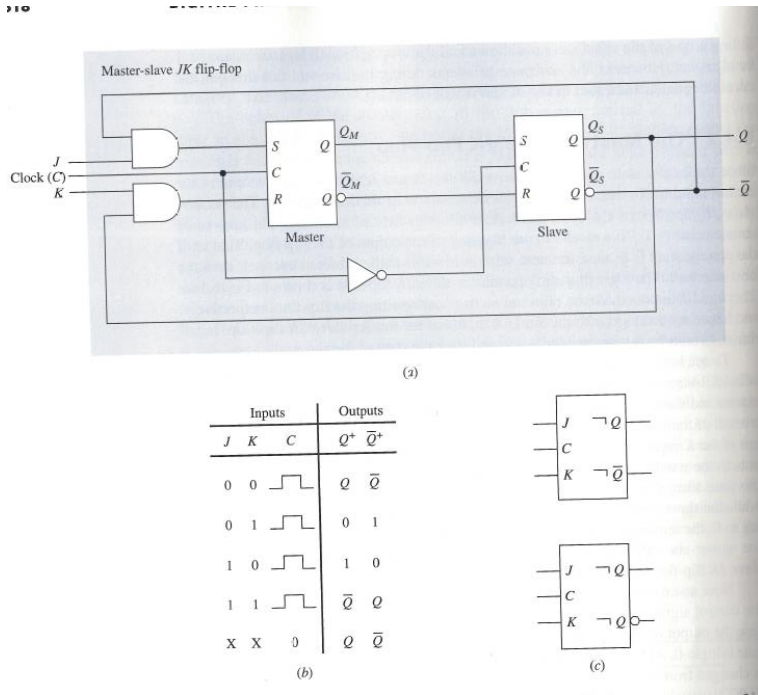 Master-slave JK flip-flop
J
Clock (C)
K
S Q
C
R Q
Q_M
Q̅_M
Master
S Q
C
R Q
Q_S
Q̅_S
Slave
Q
Q̅
(a)
Inputs Outputs
J K C Q⁺ Q̅⁺
0 0 Q Q̅
0 1 0 1
1 0 1 0
1 1 Q̅ Q
X X 0 Q Q̅
(b)
J ¬Q
C
K ¬Q̅
J ¬Q
C
K ¬Q
(c)